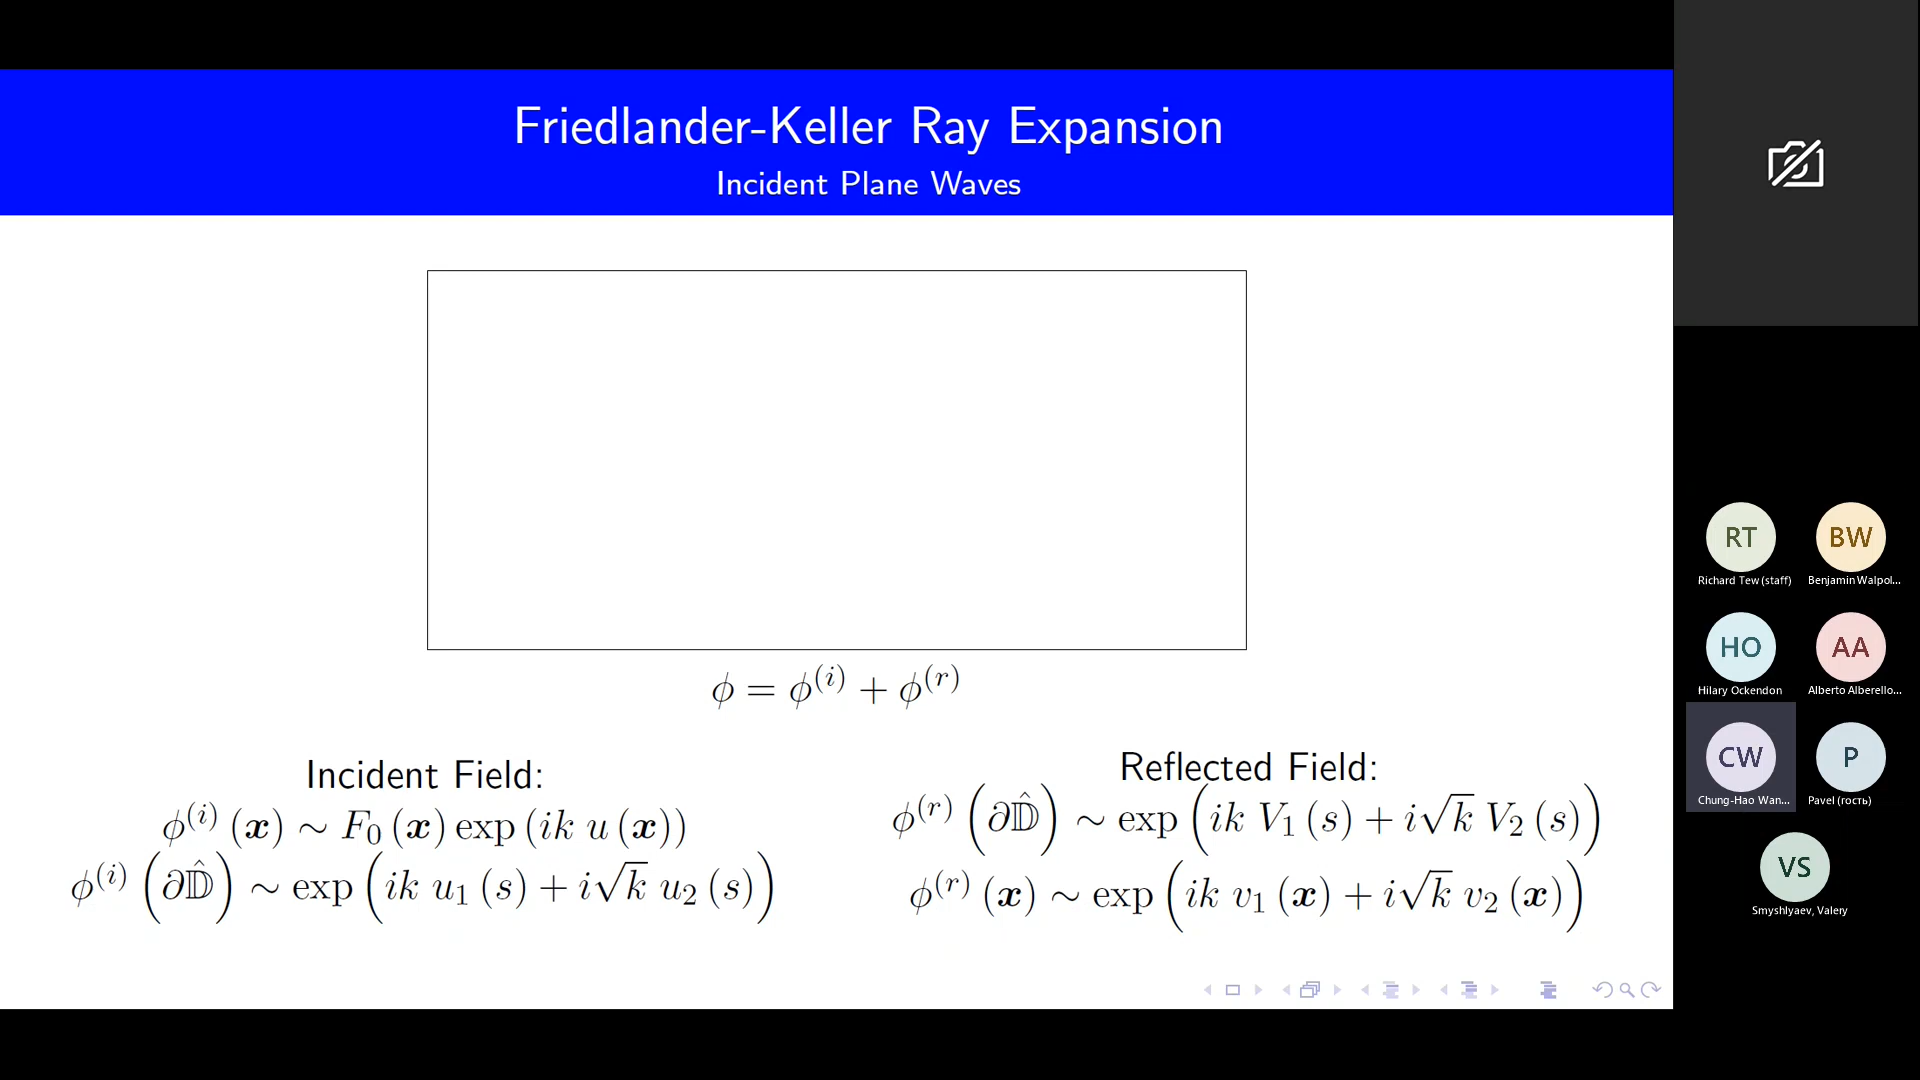 Friedlander-Keller Ray Expansion
Incident Plane Waves
ϕ = ϕ^(i) + ϕ^(r)
Incident Field:
ϕ^(i) (𝒙) ∼ F₀ (𝒙) exp (ik u (𝒙))
ϕ^(i) (∂𝔻̂) ∼ exp (ik u₁ (s) + i√k u₂ (s))
Reflected Field:
ϕ^(r) (∂𝔻̂) ∼ exp (ik V₁ (s) + i√k V₂ (s))
ϕ^(r) (𝒙) ∼ exp (ik v₁ (𝒙) + i√k v₂ (𝒙))
RT
Richard Tew (staff)
BW
Benjamin Walpol...
HO
Hilary Ockendon
AA
Alberto Alberello...
CW
Chung-Hao Wan...
P
Pavel (гость)
VS
Smyshlyaev, Valery